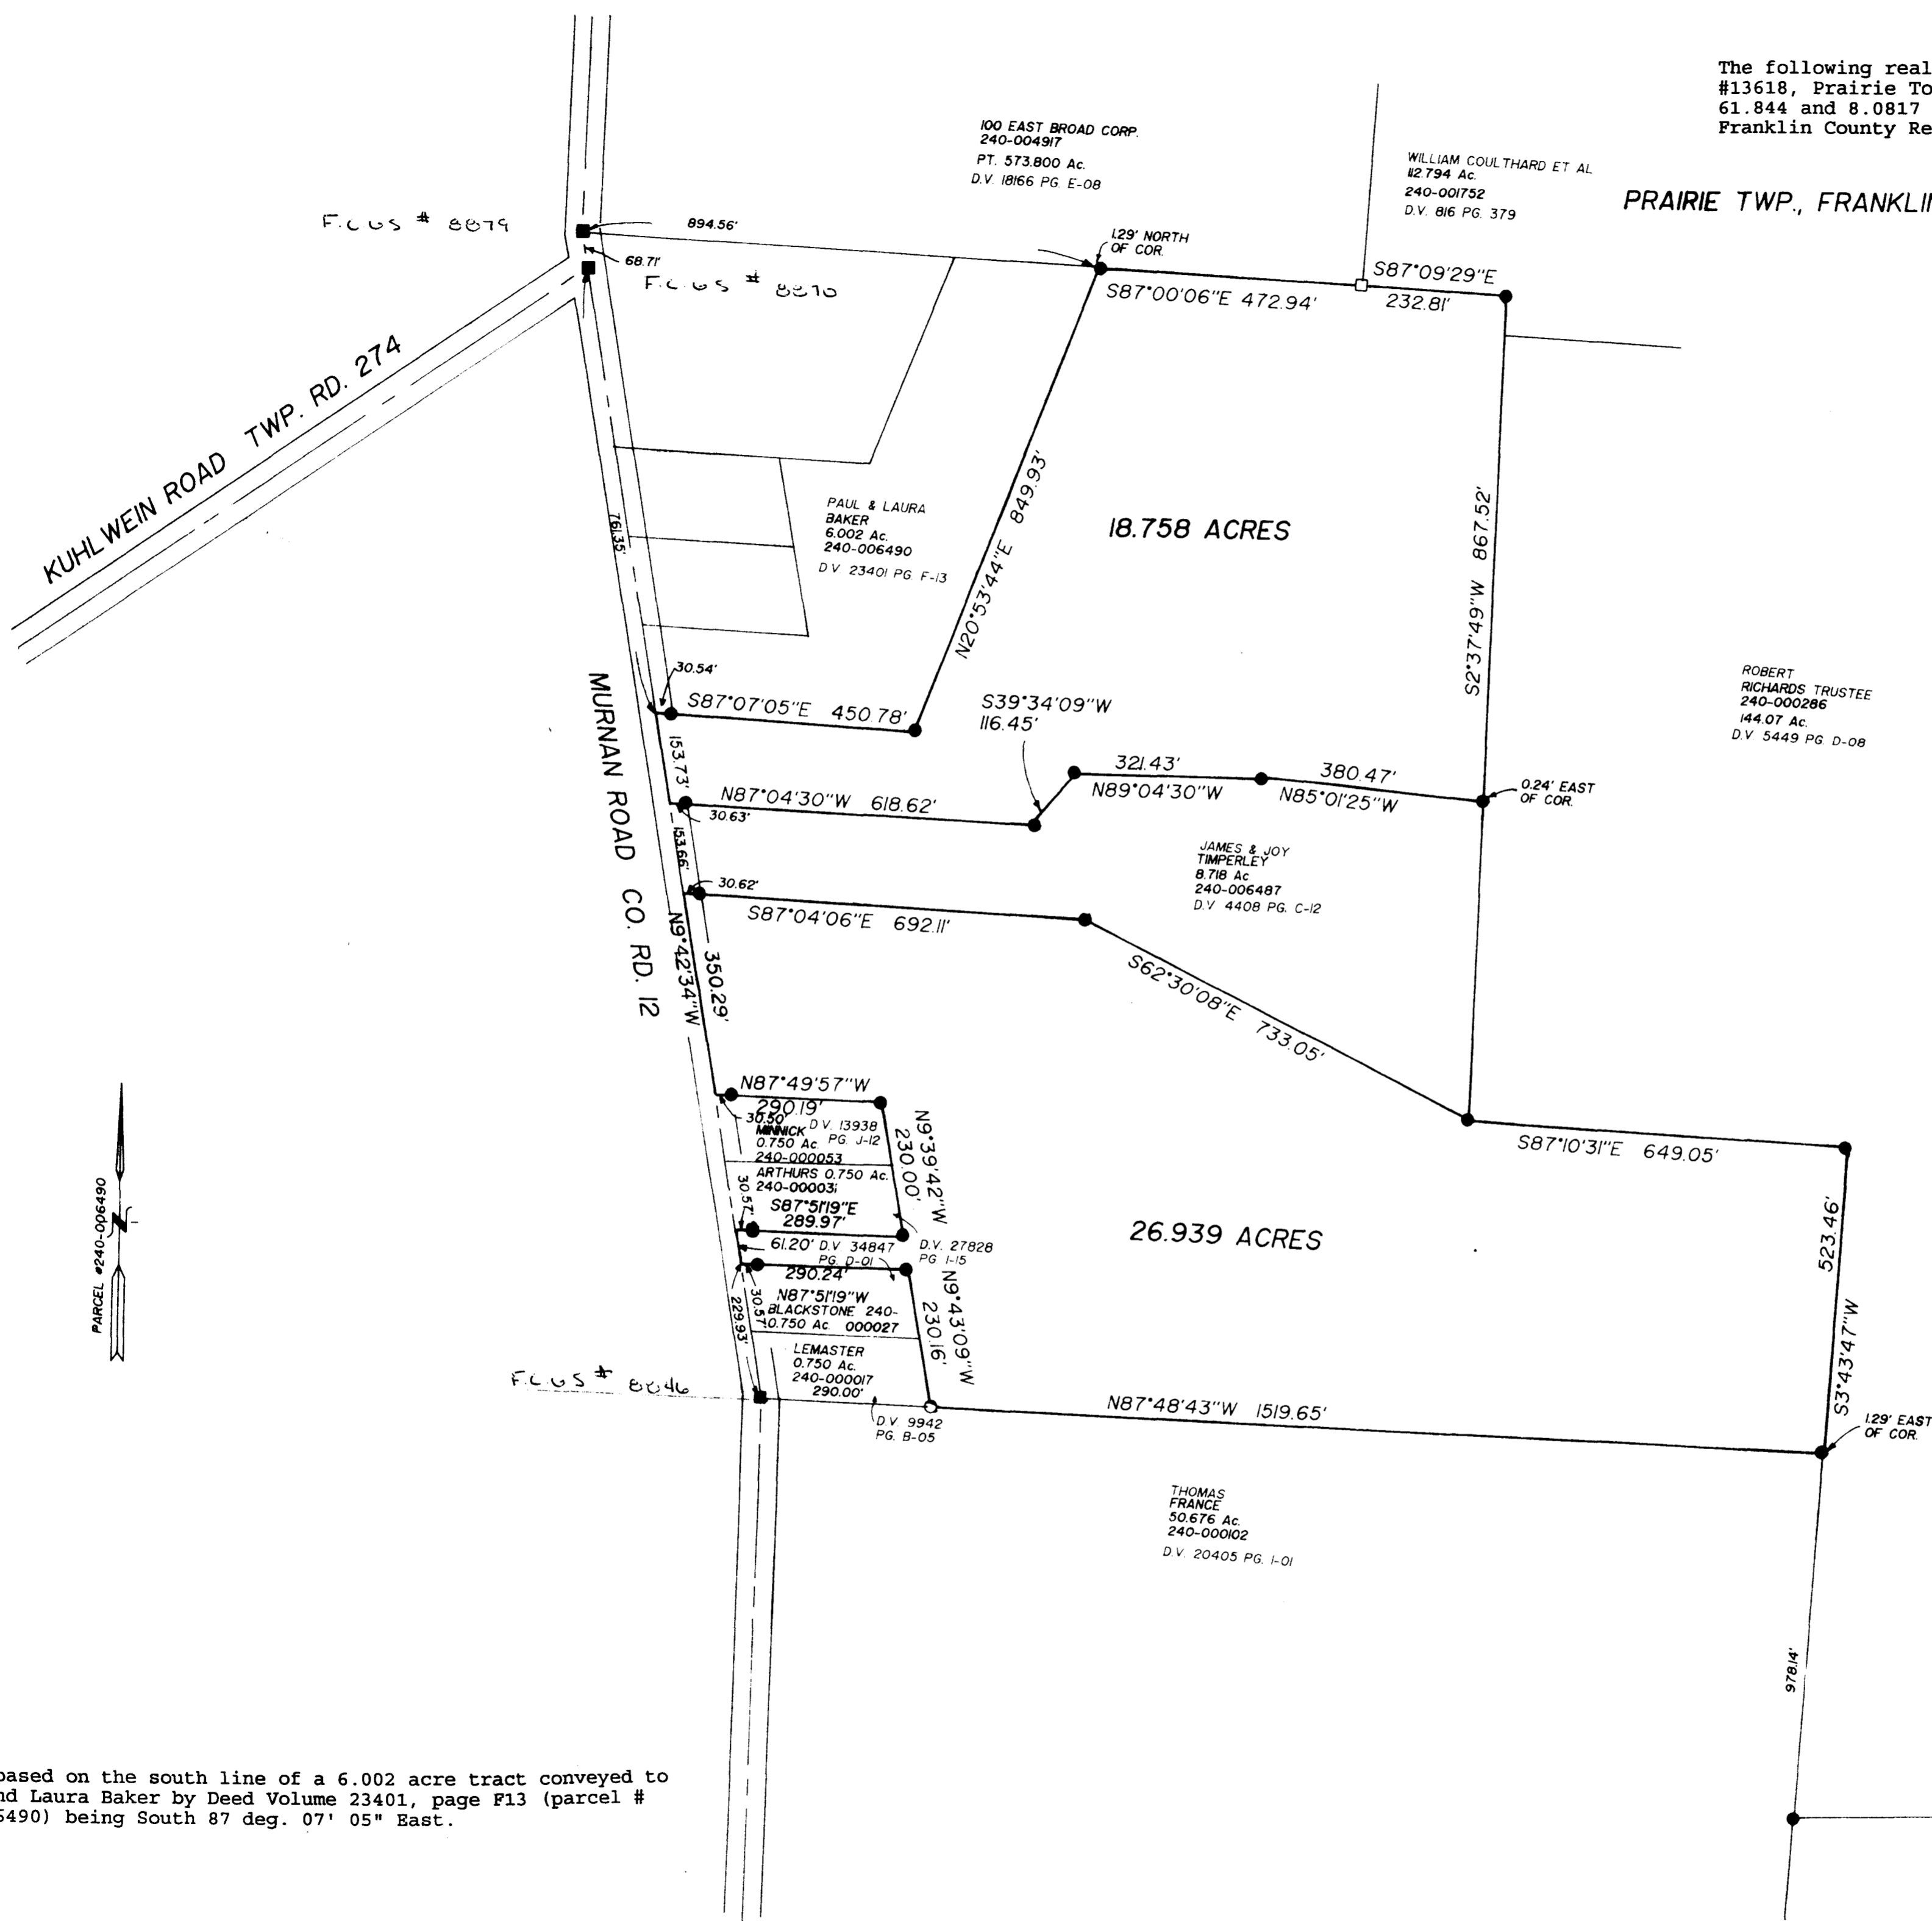 The following real
#13618, Prairie To
61.844 and 8.0817
Franklin County Re
PRAIRIE TWP., FRANKLIN
100 EAST BROAD CORP.
240-004917
PT. 573.800 Ac.
D.V. 18166 PG. E-08
WILLIAM COULTHARD ET AL
112.794 Ac.
240-001752
D.V. 816 PG. 379
F.C.G.S # 8879
894.56'
1.29' NORTH
OF COR.
68.71'
F.C.G.S # 8870
S87°00'06"E 472.94'
S87°09'29"E
232.81'
KUHLWEIN ROAD TWP. RD. 274
761.35'
PAUL & LAURA
BAKER
6.002 Ac.
240-006490
D V 23401 PG F-13
N20°53'44"E 849.93'
18.758 ACRES
S2°37'49"W 867.52'
ROBERT
RICHARDS TRUSTEE
240-000286
144.07 Ac.
D.V 5449 PG. D-08
30.54'
S87°07'05"E 450.78'
S39°34'09"W
116.45'
MURNAN ROAD CO. RD. 12
153.73'
N87°04'30"W 618.62'
30.63'
321.43'
N89°04'30"W
380.47'
N85°01'25"W
0.24' EAST
OF COR.
153.66'
JAMES & JOY
TIMPERLEY
8.718 Ac
240-006487
D.V 4408 PG. C-12
30.62'
S87°04'06"E 692.11'
N9°42'34"W
350.29'
S62°30'08"E 733.05'
N87°49'57"W
290.19'
30.50'
D V. 13938
PG. J-12
MINNICK
0.750 Ac.
240-000053
N9°39'42"W
230.00'
S87°10'31"E 649.05'
ARTHURS 0.750 Ac.
240-000031
30.57'
S87°51'19"E
289.97'
26.939 ACRES
523.46'
S3°43'47"W
61.20' D.V 34847
PG. D-01
D.V. 27828
PG I-15
290.24'
N87°51'19"W
30.57'
229.93'
BLACKSTONE 240-
0.750 Ac. 000027
N9°43'09"W
230.16'
LEMASTER
0.750 Ac.
240-000017
290.00'
F.C.G.S # 8846
N87°48'43"W 1519.65'
1.29' EAST
OF COR.
D.V. 9942
PG. B-05
PARCEL #240-006490
N
THOMAS
FRANCE
50.676 Ac.
240-000102
D.V. 20405 PG. I-01
978.14'
based on the south line of a 6.002 acre tract conveyed to
nd Laura Baker by Deed Volume 23401, page F13 (parcel #
6490) being South 87 deg. 07' 05" East.